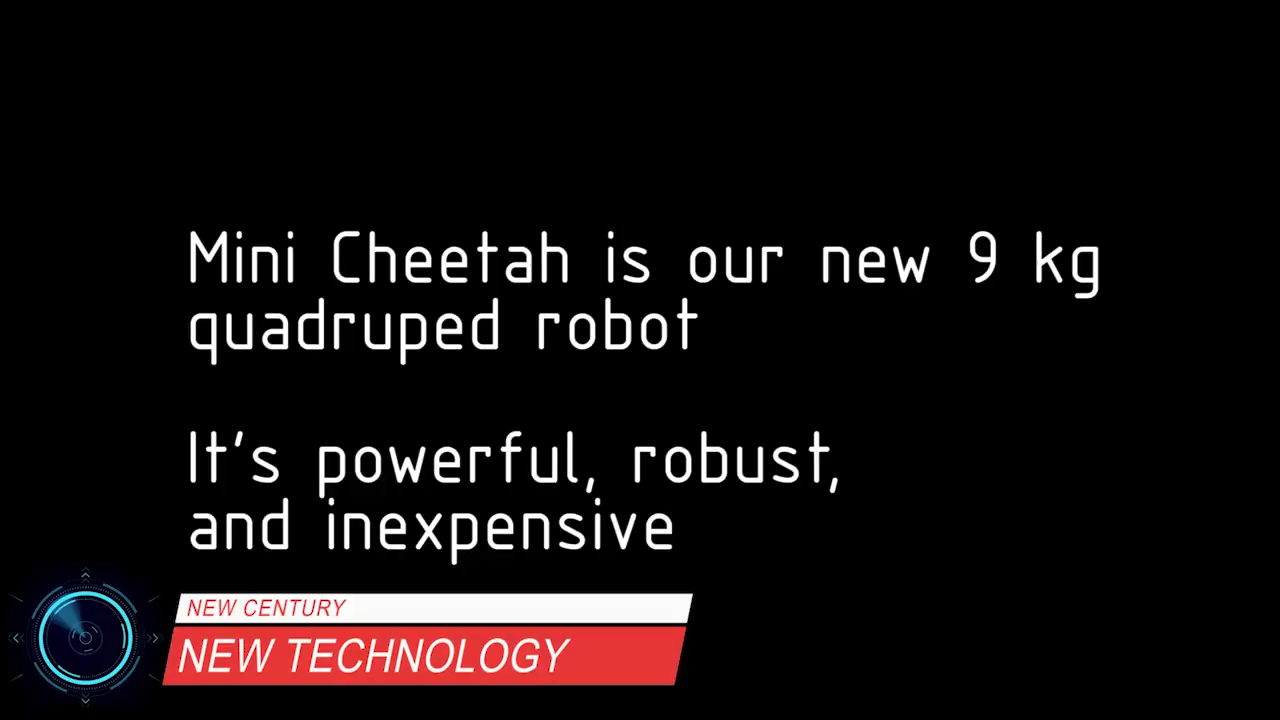 Mini Cheetah is our new 9 kg
quadruped robot
It's powerful, robust,
and inexpensive
NEW CENTURY
NEW TECHNOLOGY